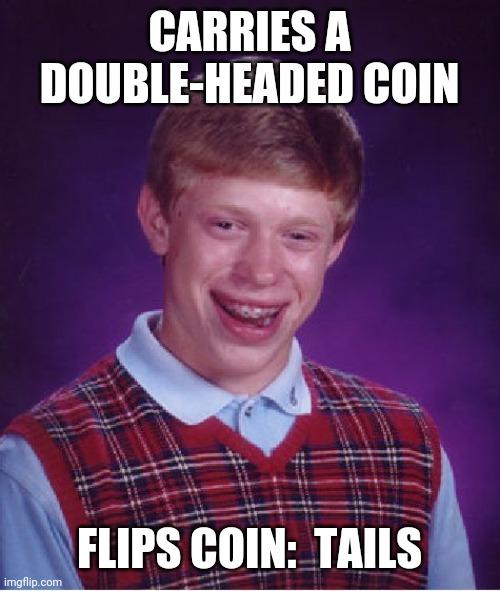 CARRIES A
DOUBLE-HEADED COIN
FLIPS COIN:  TAILS
imgflip.com